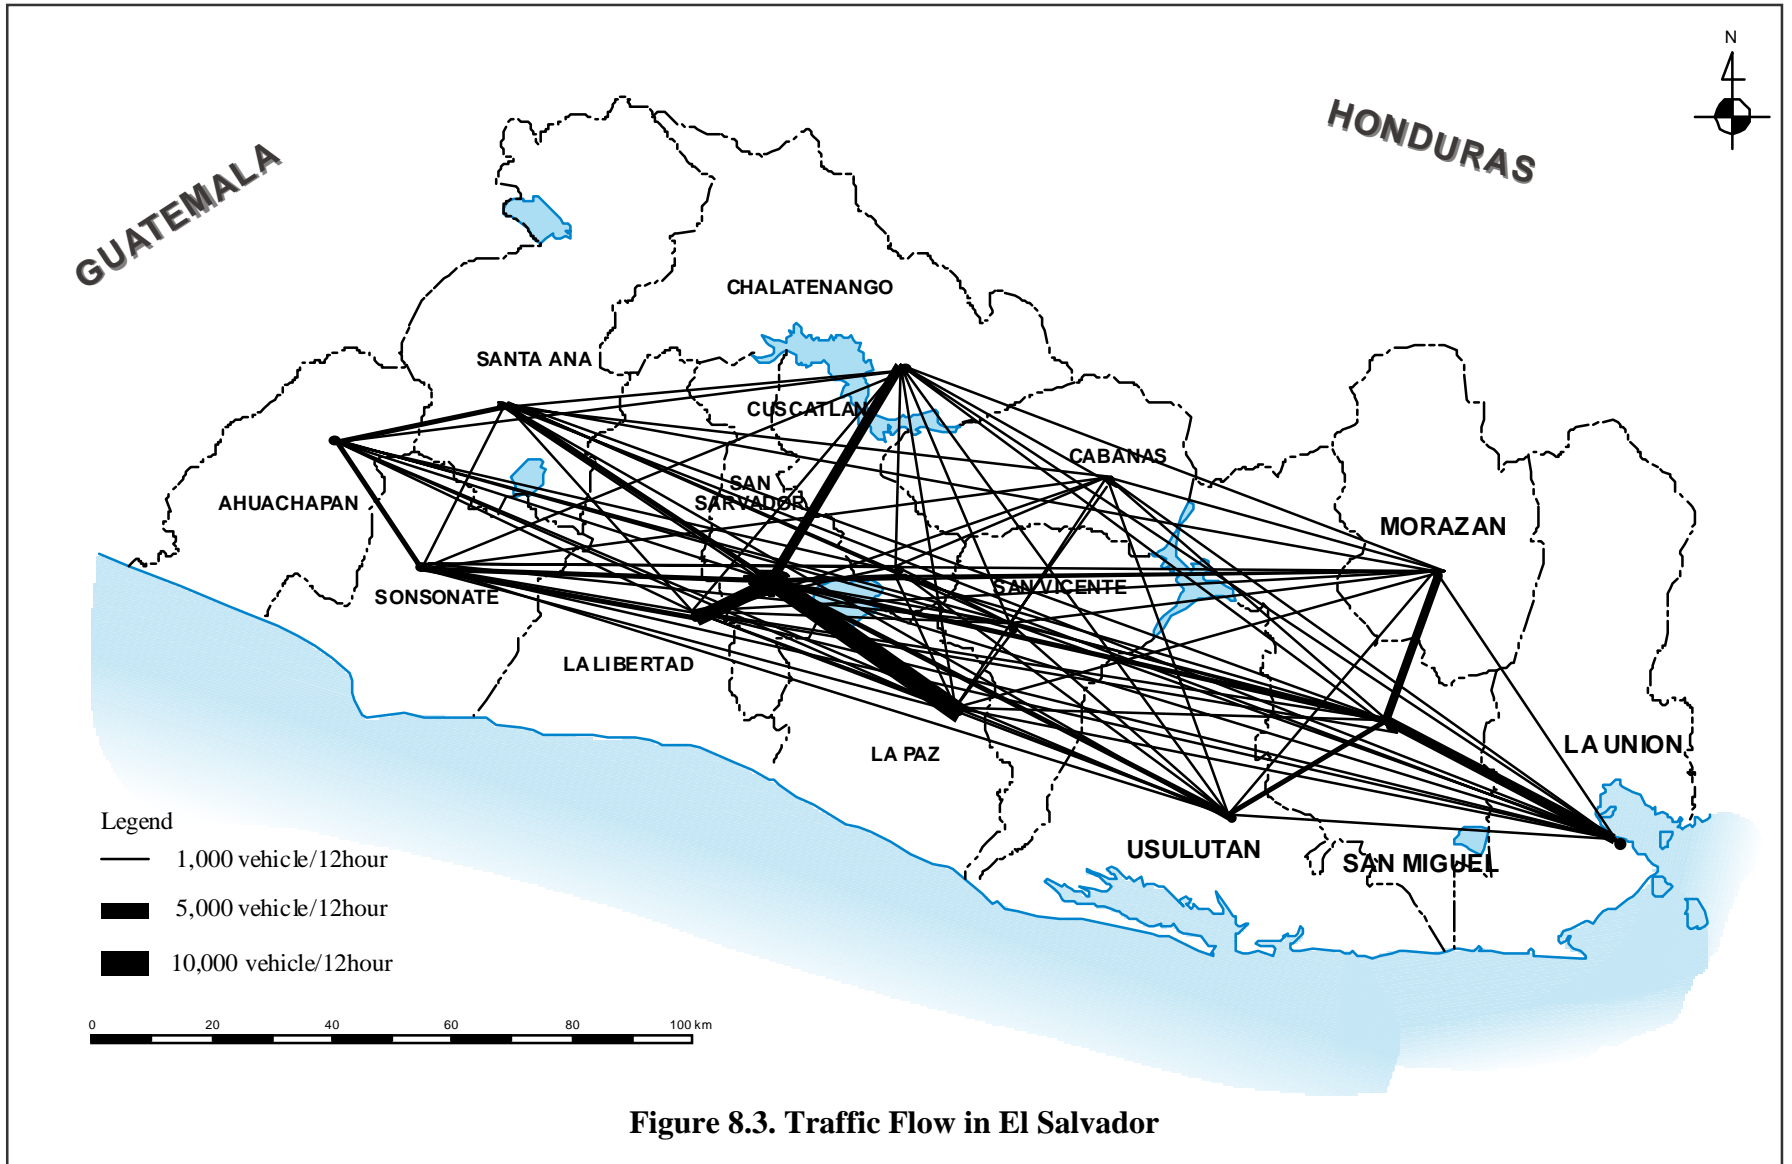 N
HONDURAS
GUATEMALA
CHALATENANGO
SANTA ANA
CUSCATLAN
CABANAS
SAN
SARVADOR
AHUACHAPAN
MORAZAN
SAN VICENTE
SONSONATE
LA LIBERTAD
LA PAZ
LA UNION
USULUTAN
SAN MIGUEL
Legend
1,000 vehicle/12hour
5,000 vehicle/12hour
10,000 vehicle/12hour
0 20 40 60 80 100 km
Figure 8.3. Traffic Flow in El Salvador